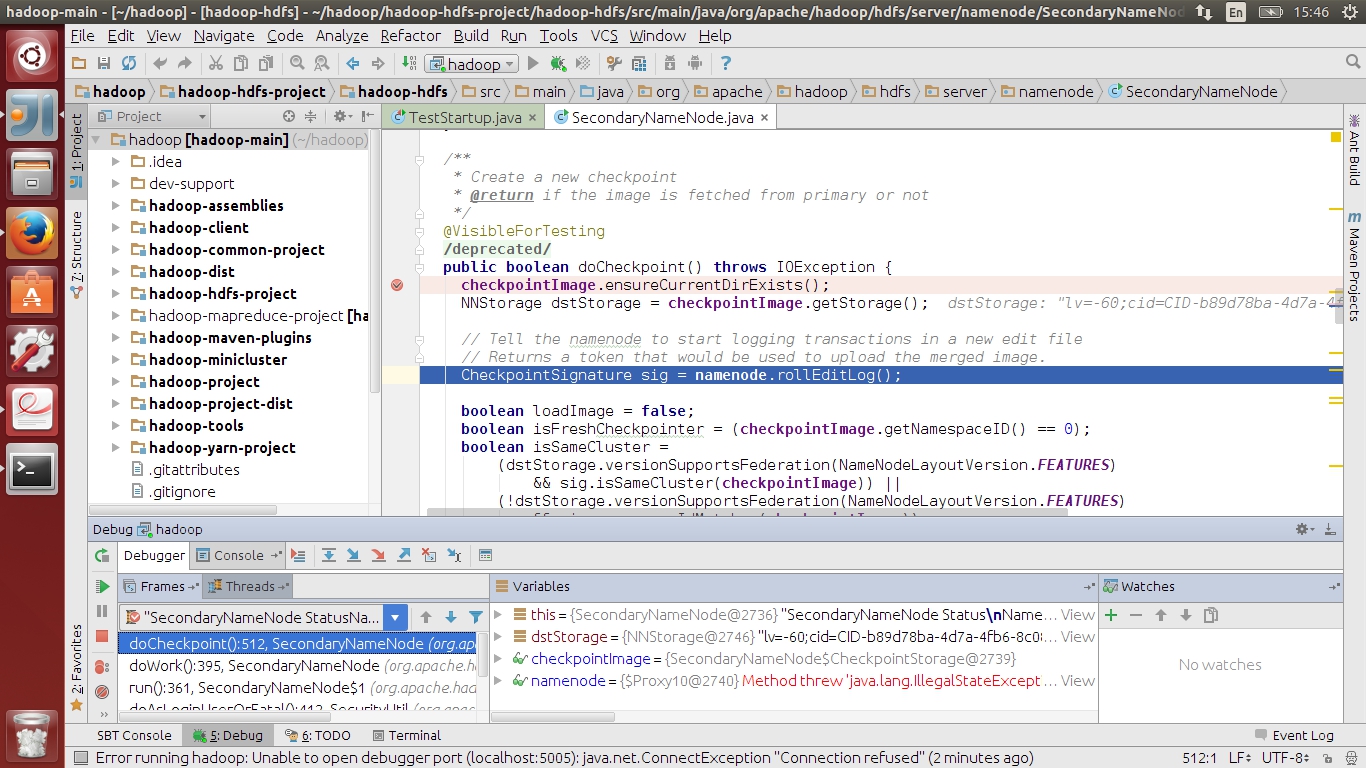 hadoop-main - [~/hadoop] - [hadoop-hdfs] - ~/hadoop/hadoop-hdfs-project/hadoop-hdfs/src/main/java/org/apache/hadoop/hdfs/server/namenode/SecondaryNameNod
En 15:46
File Edit View Navigate Code Analyze Refactor Build Run Tools VCS Window Help
hadoop
hadoop hadoop-hdfs-project hadoop-hdfs src main java org apache hadoop hdfs server namenode SecondaryNameNode
1: Project
7: Structure
2: Favorites
Project
hadoop [hadoop-main] (~/hadoop)
.idea
dev-support
hadoop-assemblies
hadoop-client
hadoop-common-project
hadoop-dist
hadoop-hdfs-project
hadoop-mapreduce-project [ha
hadoop-maven-plugins
hadoop-minicluster
hadoop-project
hadoop-project-dist
hadoop-tools
hadoop-yarn-project
.gitattributes
.gitignore
TestStartup.java SecondaryNameNode.java
/**
* Create a new checkpoint
* @return if the image is fetched from primary or not
*/
@VisibleForTesting
/deprecated/
public boolean doCheckpoint() throws IOException {
checkpointImage.ensureCurrentDirExists();
NNStorage dstStorage = checkpointImage.getStorage(); dstStorage: "lv=-60;cid=CID-b89d78ba-4d7a-4f
// Tell the namenode to start logging transactions in a new edit file
// Returns a token that would be used to upload the merged image.
CheckpointSignature sig = namenode.rollEditLog();
boolean loadImage = false;
boolean isFreshCheckpointer = (checkpointImage.getNamespaceID() == 0);
boolean isSameCluster =
(dstStorage.versionSupportsFederation(NameNodeLayoutVersion.FEATURES)
&& sig.isSameCluster(checkpointImage)) ||
(!dstStorage.versionSupportsFederation(NameNodeLayoutVersion.FEATURES)
Ant Build
m Maven Projects
Debug hadoop
Debugger Console
Frames Threads
"SecondaryNameNode StatusNa...
doCheckpoint():512, SecondaryNameNode (org.apa
doWork():395, SecondaryNameNode (org.apache.ha
run():361, SecondaryNameNode$1 (org.apache.had
doAsLoginUserOrFatal():412, SecurityUtil (org.apac
Variables
this = {SecondaryNameNode@2736} "SecondaryNameNode Status\nName... View
dstStorage = {NNStorage@2746} "lv=-60;cid=CID-b89d78ba-4d7a-4fb6-8c0... View
checkpointImage = {SecondaryNameNode$CheckpointStorage@2739}
namenode = {$Proxy10@2740} Method threw 'java.lang.IllegalStateExcept ... View
Watches
No watches
SBT Console 5: Debug 6: TODO Terminal Event Log
Error running hadoop: Unable to open debugger port (localhost:5005): java.net.ConnectException "Connection refused" (2 minutes ago) 512:1 LF UTF-8